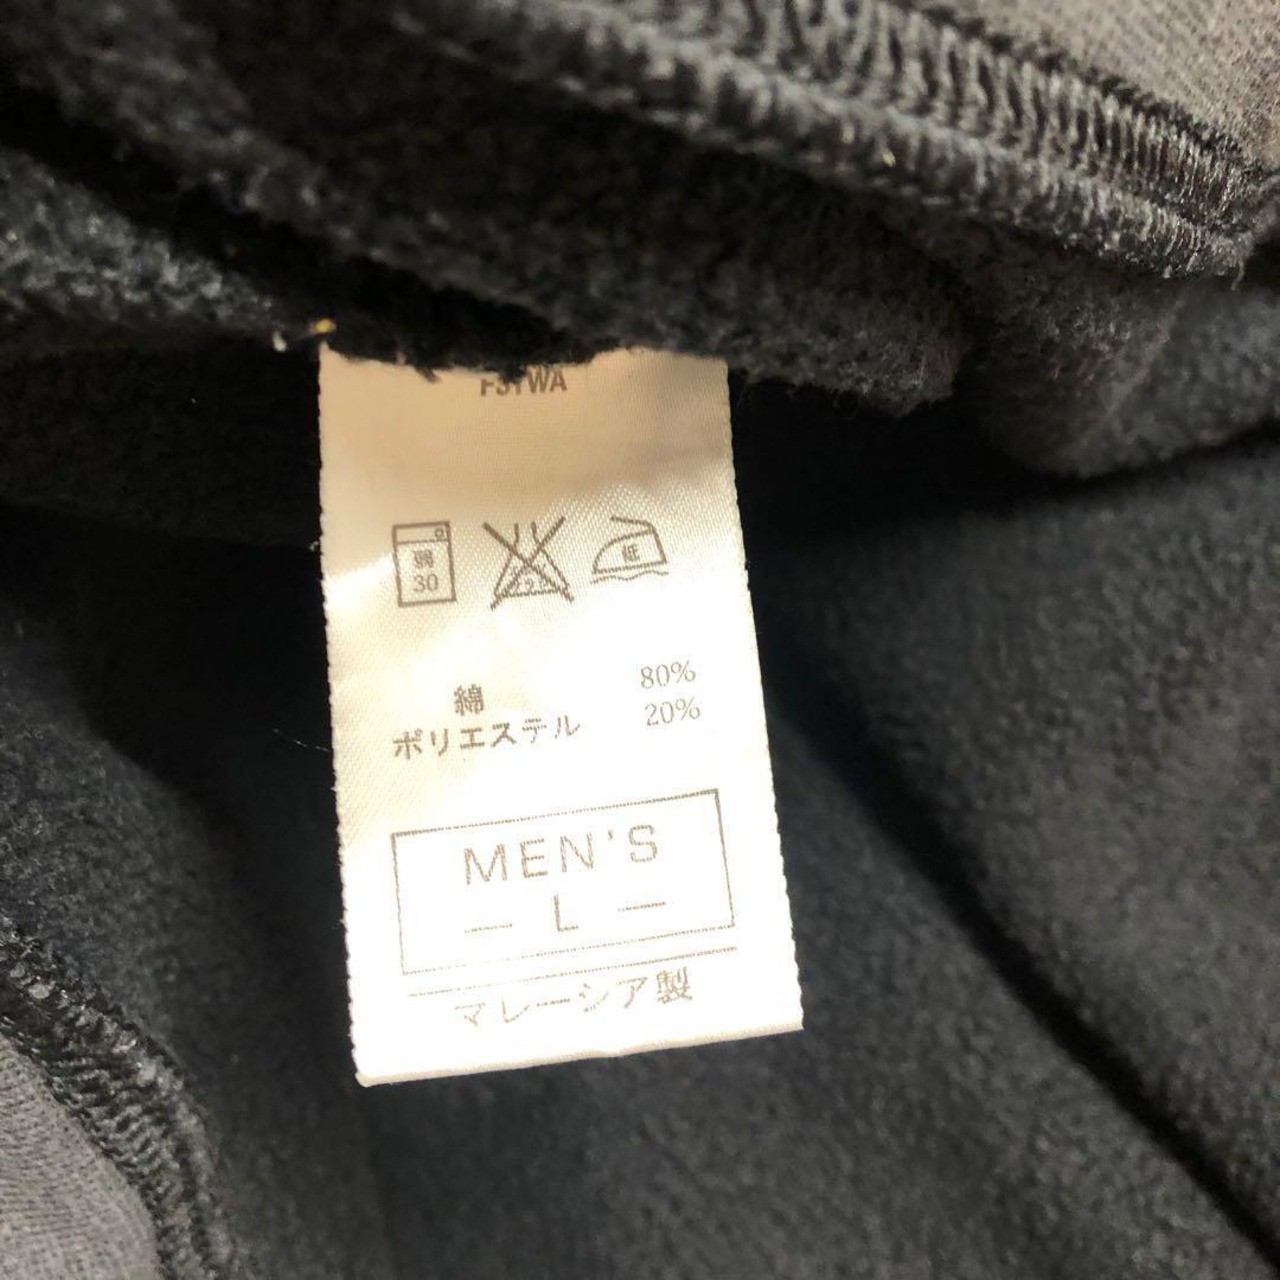 弱
30
低
綿 80%
ポリエステル 20%
MEN'S
— L —
マレーシア製